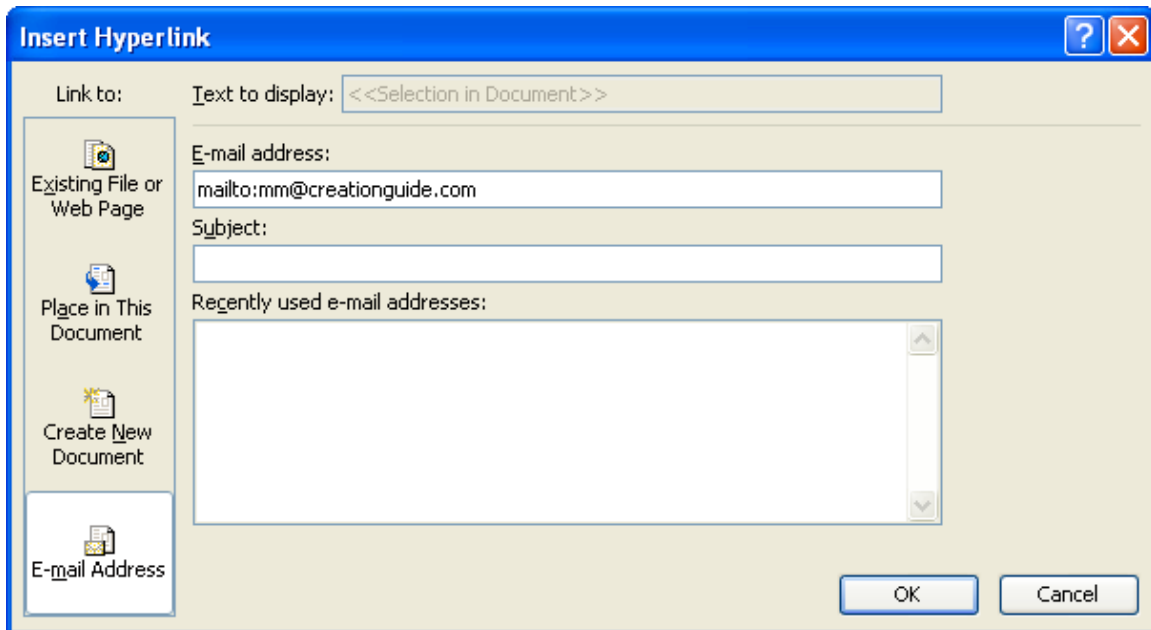 Insert Hyperlink
Link to:
Text to display: <<Selection in Document>>
Existing File or
Web Page
Place in This
Document
Create New
Document
E-mail Address
E-mail address:
mailto:mm@creationguide.com
Subject:
Recently used e-mail addresses:
OK
Cancel